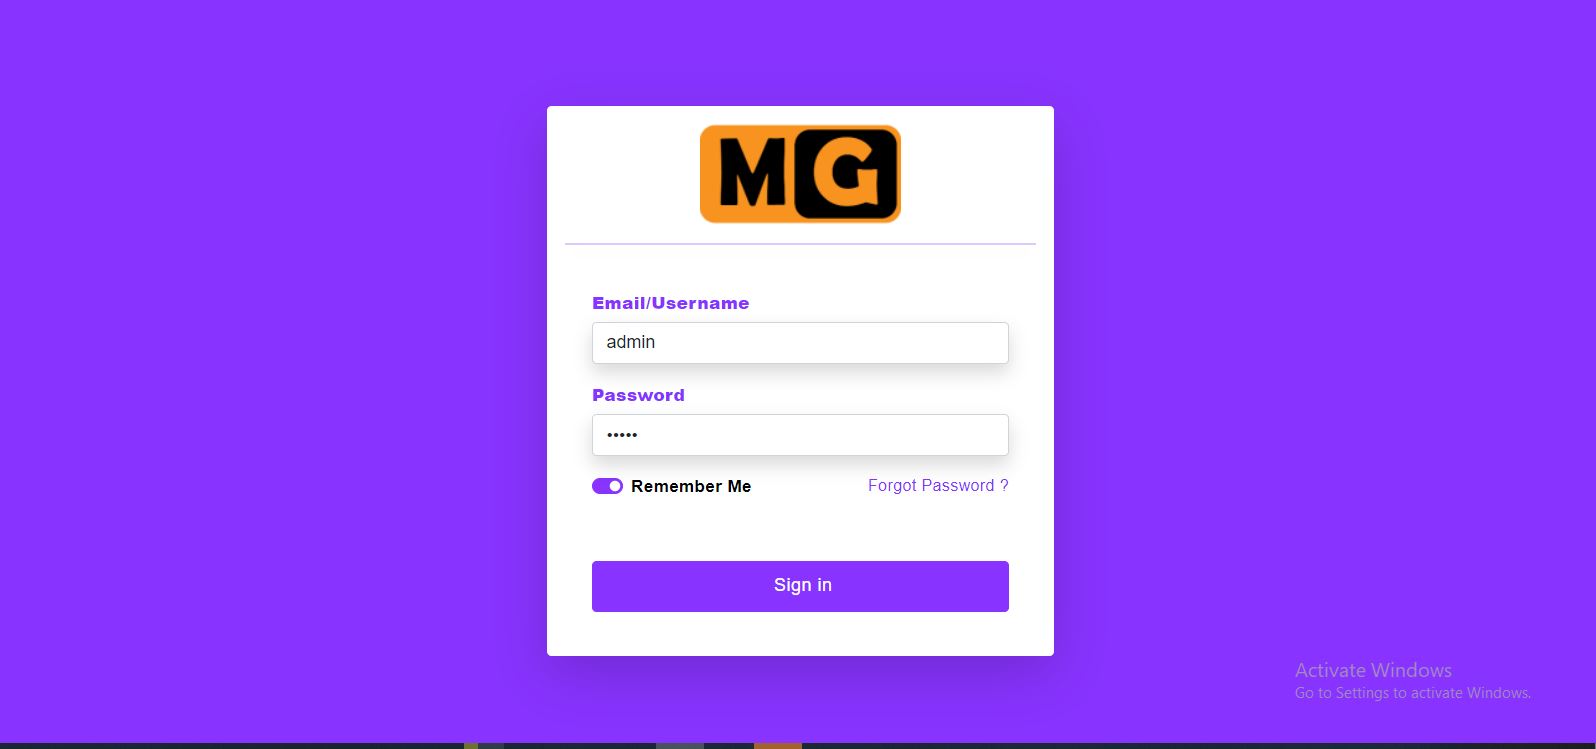 MG
Email/Username
admin
Password
•••••
Remember Me
Forgot Password ?
Sign in
Activate Windows
Go to Settings to activate Windows.